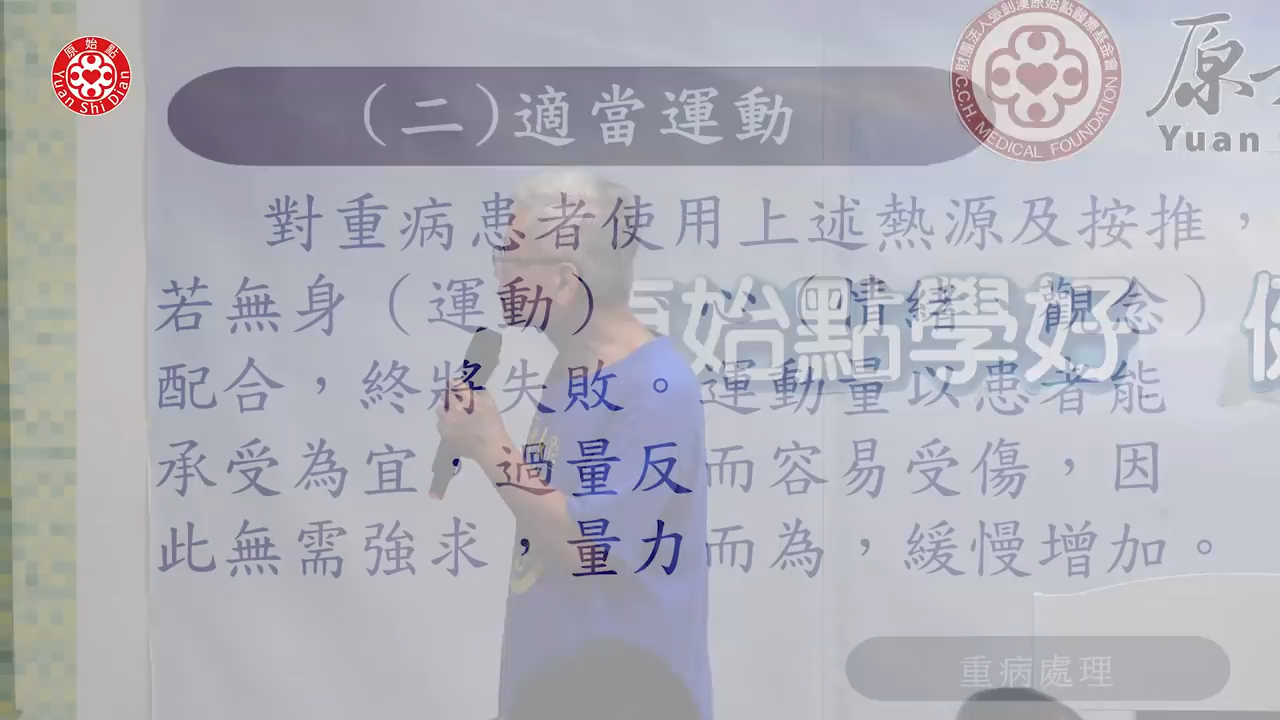 原始點
Yuan Shi Dian
(二)適當運動
財團法人張釗漢原始點醫療基金會
C.C.H. MEDICAL FOUNDATION
原
Yuan
對重病患者使用上述熱源及按推，
若無身（運動）、心（情緒、觀念）
配合，終將失敗。運動量以患者能
承受為宜，過量反而容易受傷，因
此無需強求，量力而為，緩慢增加。
始點學好
重病處理